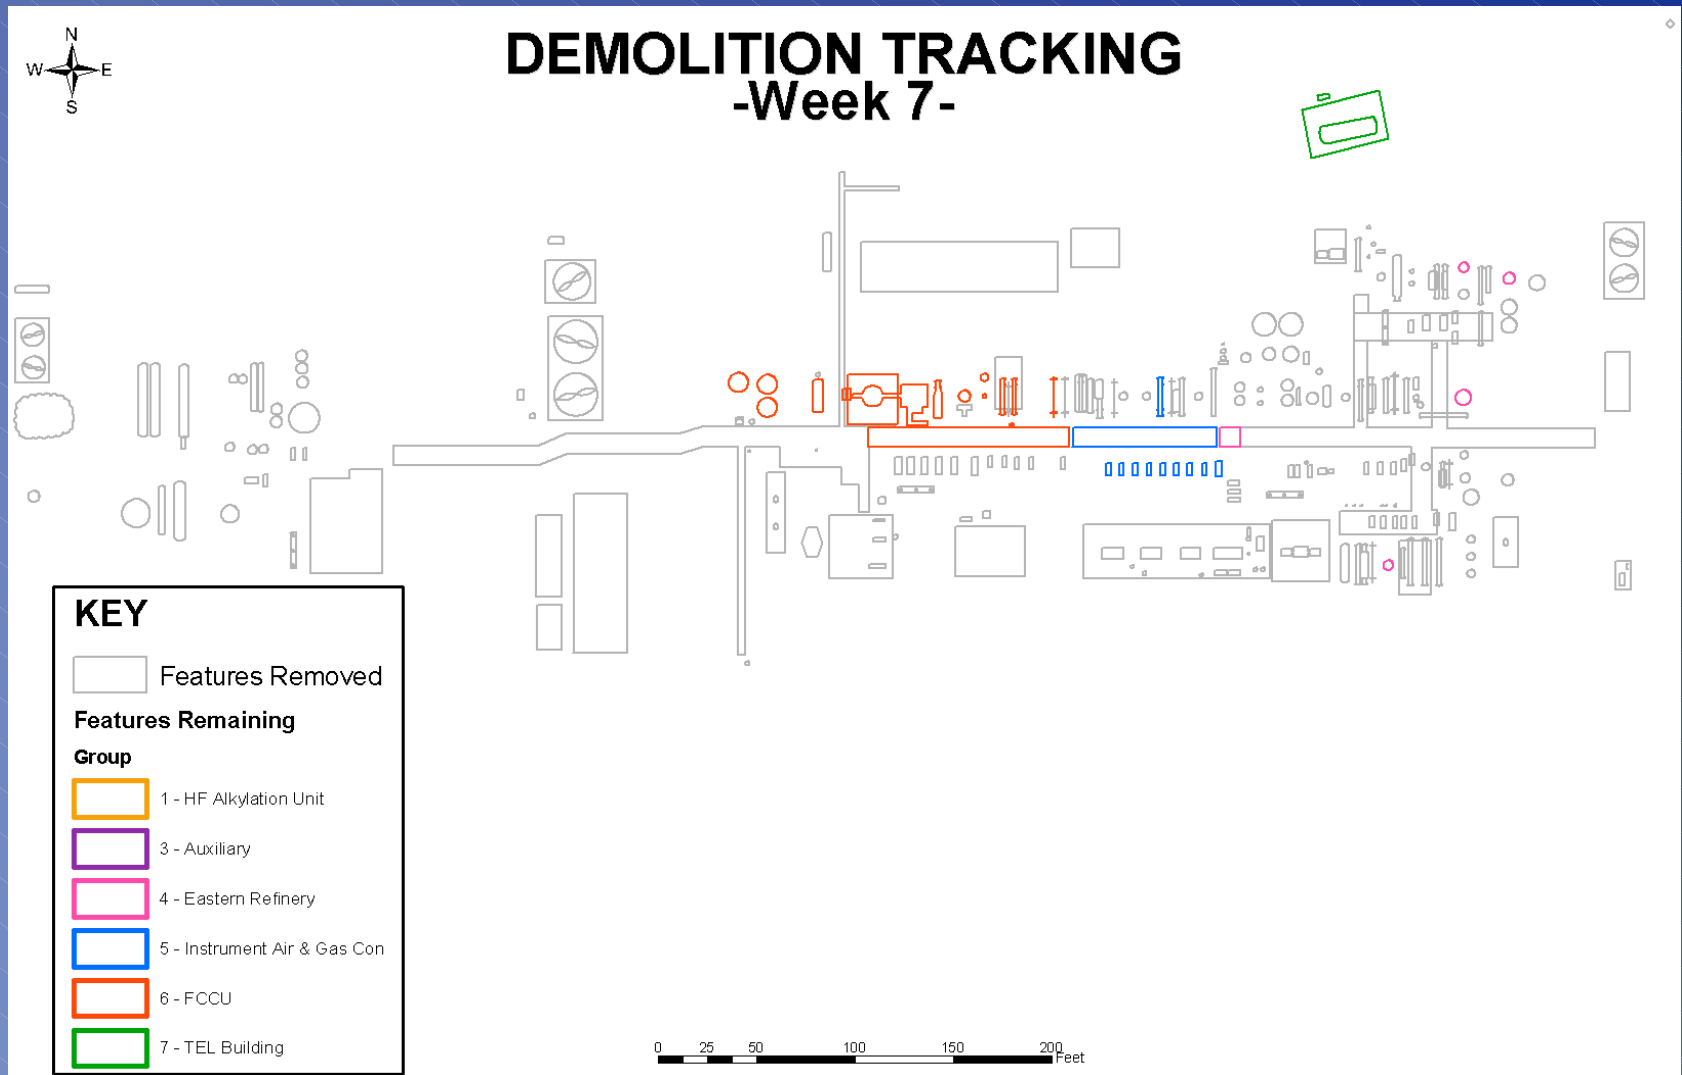 N
W E
S
DEMOLITION TRACKING
-Week 7-
KEY
Features Removed
Features Remaining
Group
1 - HF Alkylation Unit
3 - Auxiliary
4 - Eastern Refinery
5 - Instrument Air & Gas Con
6 - FCCU
7 - TEL Building
0 25 50 100 150 200
Feet